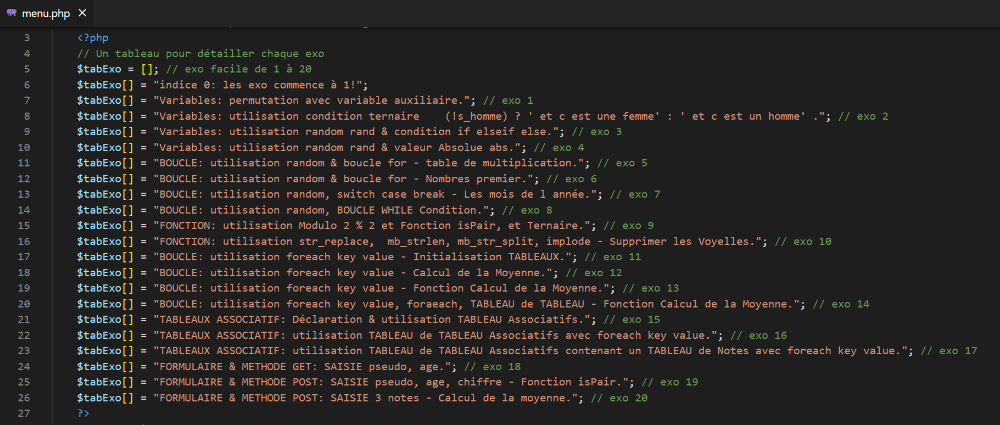 menu.php
3 <?php
4 // Un tableau pour détailler chaque exo
5 $tabExo = []; // exo facile de 1 à 20
6 $tabExo[] = "indice 0: les exo commence à 1!";
7 $tabExo[] = "Variables: permutation avec variable auxiliaire."; // exo 1
8 $tabExo[] = "Variables: utilisation condition ternaire    (!s_homme) ? ' et c est une femme' : ' et c est un homme' ."; // exo 2
9 $tabExo[] = "Variables: utilisation random rand & condition if elseif else."; // exo 3
10 $tabExo[] = "Variables: utilisation random rand & valeur Absolue abs."; // exo 4
11 $tabExo[] = "BOUCLE: utilisation random & boucle for - table de multiplication."; // exo 5
12 $tabExo[] = "BOUCLE: utilisation random & boucle for - Nombres premier."; // exo 6
13 $tabExo[] = "BOUCLE: utilisation random, switch case break - Les mois de l année."; // exo 7
14 $tabExo[] = "BOUCLE: utilisation random, BOUCLE WHILE Condition."; // exo 8
15 $tabExo[] = "FONCTION: utilisation Modulo 2 % 2 et Fonction isPair, et Ternaire."; // exo 9
16 $tabExo[] = "FONCTION: utilisation str_replace,  mb_strlen, mb_str_split, implode - Supprimer les Voyelles."; // exo 10
17 $tabExo[] = "BOUCLE: utilisation foreach key value - Initialisation TABLEAUX."; // exo 11
18 $tabExo[] = "BOUCLE: utilisation foreach key value - Calcul de la Moyenne."; // exo 12
19 $tabExo[] = "BOUCLE: utilisation foreach key value - Fonction Calcul de la Moyenne."; // exo 13
20 $tabExo[] = "BOUCLE: utilisation foreach key value, foraeach, TABLEAU de TABLEAU - Fonction Calcul de la Moyenne."; // exo 14
21 $tabExo[] = "TABLEAUX ASSOCIATIF: Déclaration & utilisation TABLEAU Associatifs."; // exo 15
22 $tabExo[] = "TABLEAUX ASSOCIATIF: utilisation TABLEAU de TABLEAU Associatifs avec foreach key value."; // exo 16
23 $tabExo[] = "TABLEAUX ASSOCIATIF: utilisation TABLEAU de TABLEAU Associatifs contenant un TABLEAU de Notes avec foreach key value."; // exo 17
24 $tabExo[] = "FORMULAIRE & METHODE GET: SAISIE pseudo, age."; // exo 18
25 $tabExo[] = "FORMULAIRE & METHODE POST: SAISIE pseudo, age, chiffre - Fonction isPair."; // exo 19
26 $tabExo[] = "FORMULAIRE & METHODE POST: SAISIE 3 notes - Calcul de la moyenne."; // exo 20
27 ?>